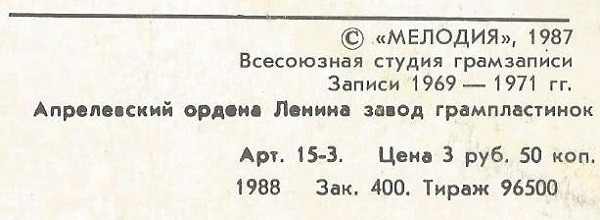 © «МЕЛОДИЯ», 1987
Всесоюзная студия грамзаписи
Записи 1969 — 1971 гг.
Апрелевский ордена Ленина завод грампластинок
Арт. 15-3. Цена 3 руб. 50 коп.
1988 Зак. 400. Тираж 96500